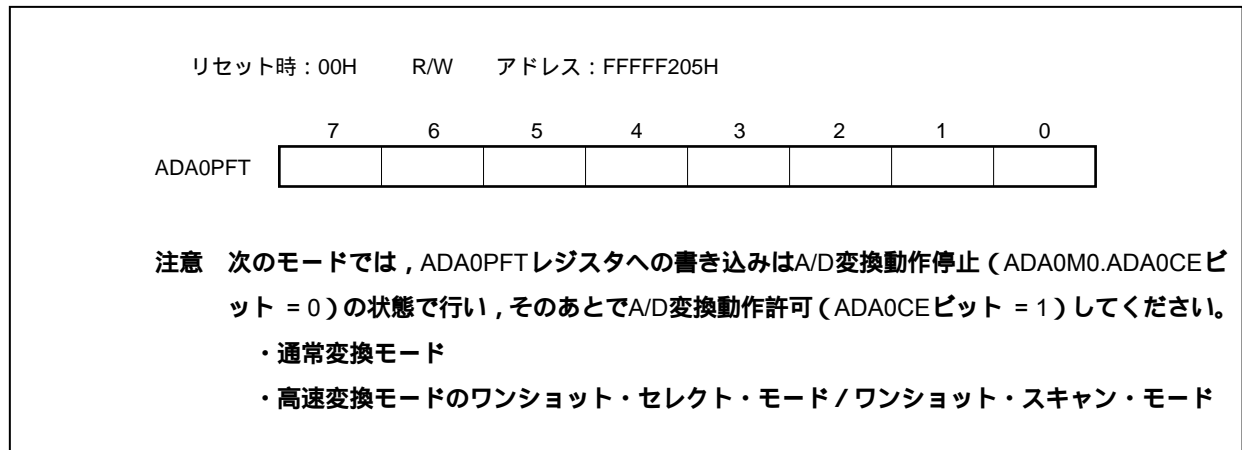 リセット時：00H R/W アドレス：FFFFF205H
7 6 5 4 3 2 1 0
ADA0PFT
注意 次のモードでは，ADA0PFTレジスタへの書き込みはA/D変換動作停止（ADA0M0.ADA0CEビ
ット = 0）の状態で行い，そのあとでA/D変換動作許可（ADA0CEビット = 1）してください。
・通常変換モード
・高速変換モードのワンショット・セレクト・モード／ワンショット・スキャン・モード